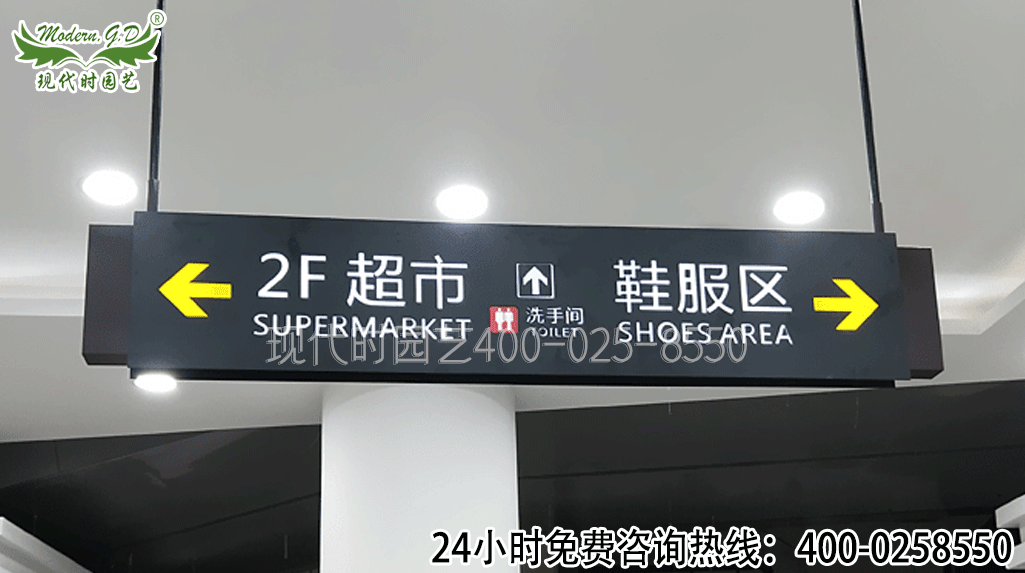 Modern.G.D®
现代时园艺
2F 超市
SUPERMARKET
洗手间
TOILET
鞋服区
SHOES AREA
现代时园艺400-025-8550
24小时免费咨询热线：400-0258550